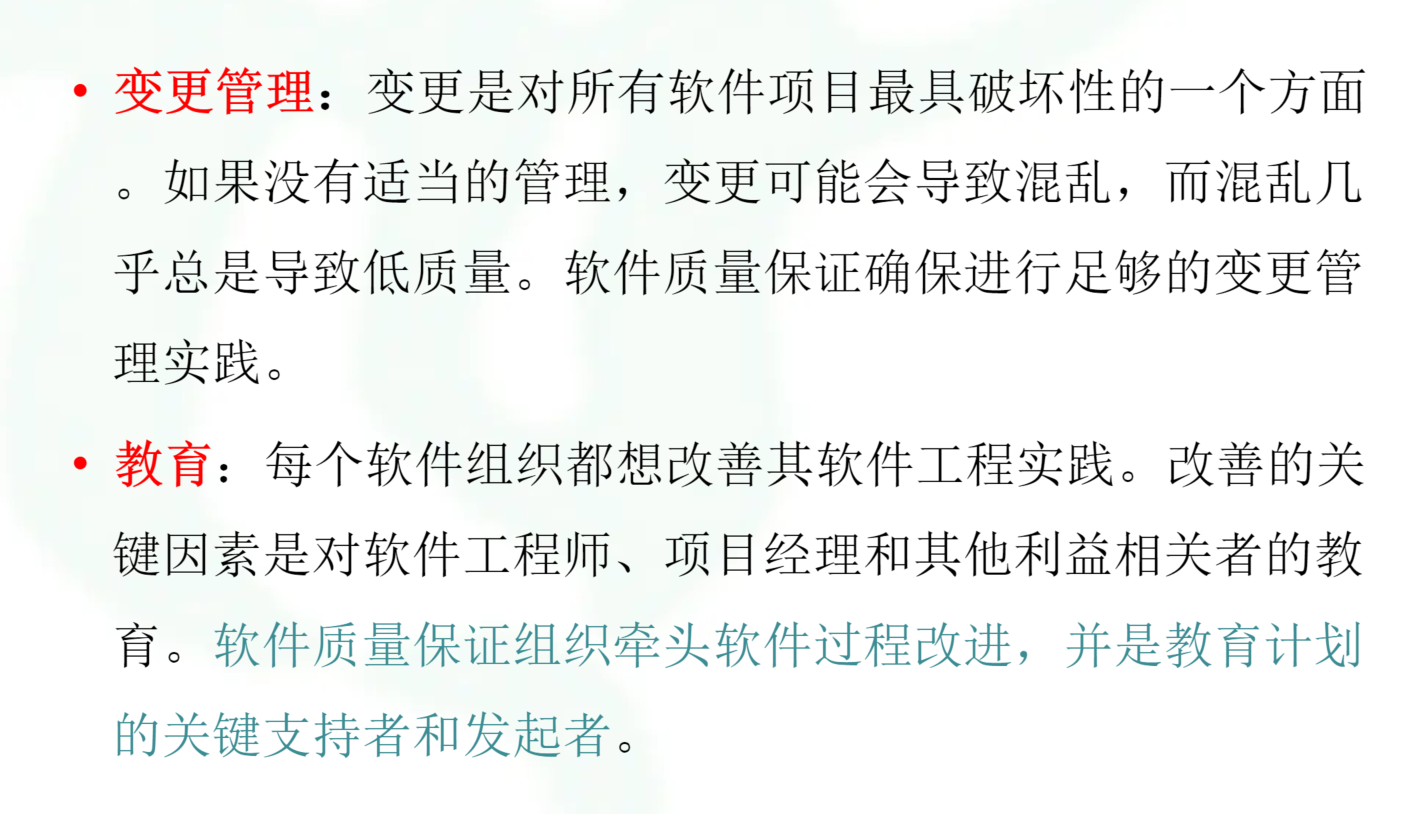 • 变更管理：变更是对所有软件项目最具破坏性的一个方面
。如果没有适当的管理，变更可能会导致混乱，而混乱几
乎总是导致低质量。软件质量保证确保进行足够的变更管
理实践。
• 教育：每个软件组织都想改善其软件工程实践。改善的关
键因素是对软件工程师、项目经理和其他利益相关者的教
育。软件质量保证组织牵头软件过程改进，并是教育计划
的关键支持者和发起者。